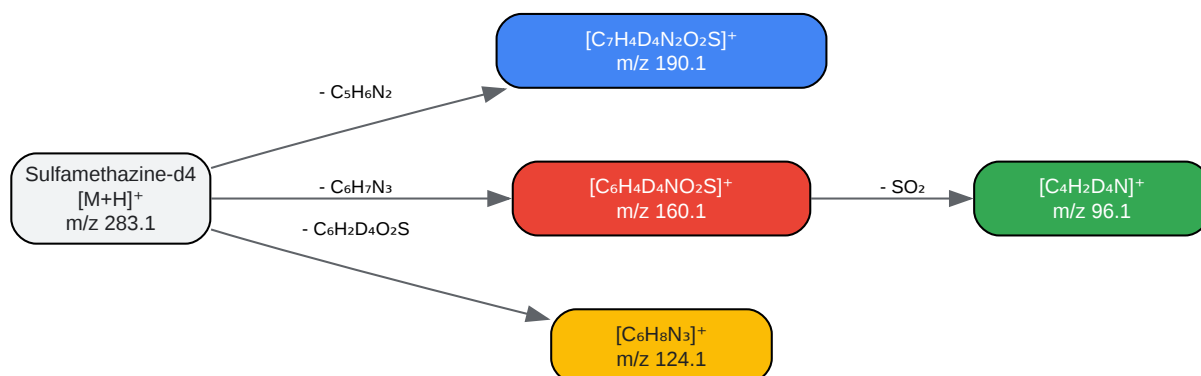 [C₇H₄D₄N₂O₂S]⁺
m/z 190.1
- C₅H₆N₂
Sulfamethazine-d4
[M+H]⁺
m/z 283.1
- C₆H₇N₃
[C₆H₄D₄NO₂S]⁺
m/z 160.1
- SO₂
[C₄H₂D₄N]⁺
m/z 96.1
- C₆H₂D₄O₂S
[C₆H₈N₃]⁺
m/z 124.1